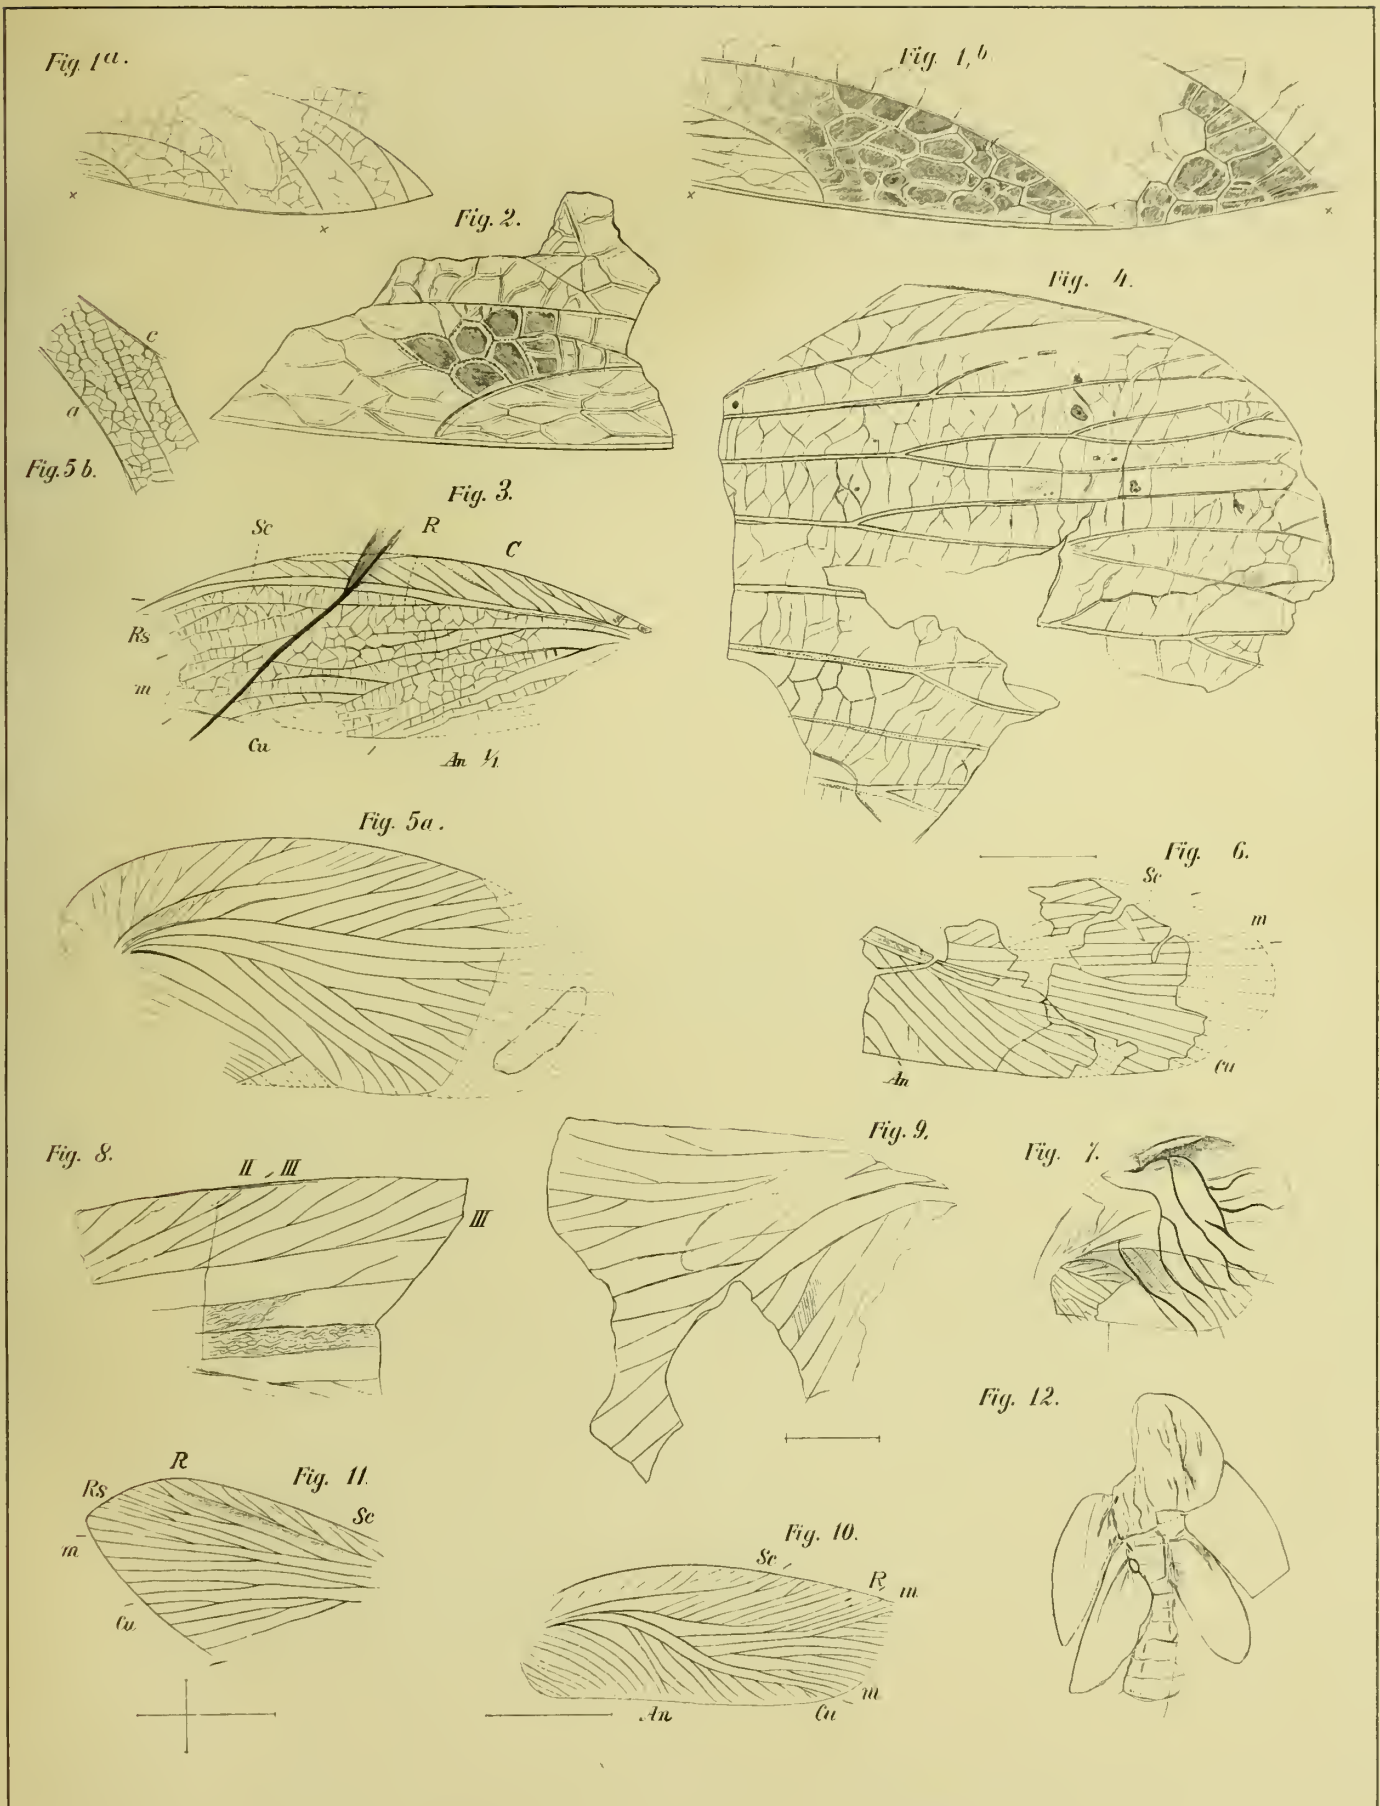 Fig. 1a.
Fig. 1,b.
Fig. 2.
Fig. 4.
c
a
Fig. 5 b.
Fig. 3.
Sc
R
C
Rs
m
Cu
An 1/1
Fig. 5a.
Fig. 6.
Sc
m
An
Cu
Fig. 8.
II III
III
Fig. 9.
Fig. 7.
Fig. 12.
R
Fig. 11.
Rs
Sc
m
Cu
Fig. 10.
Sc
R m
m
An
Cu